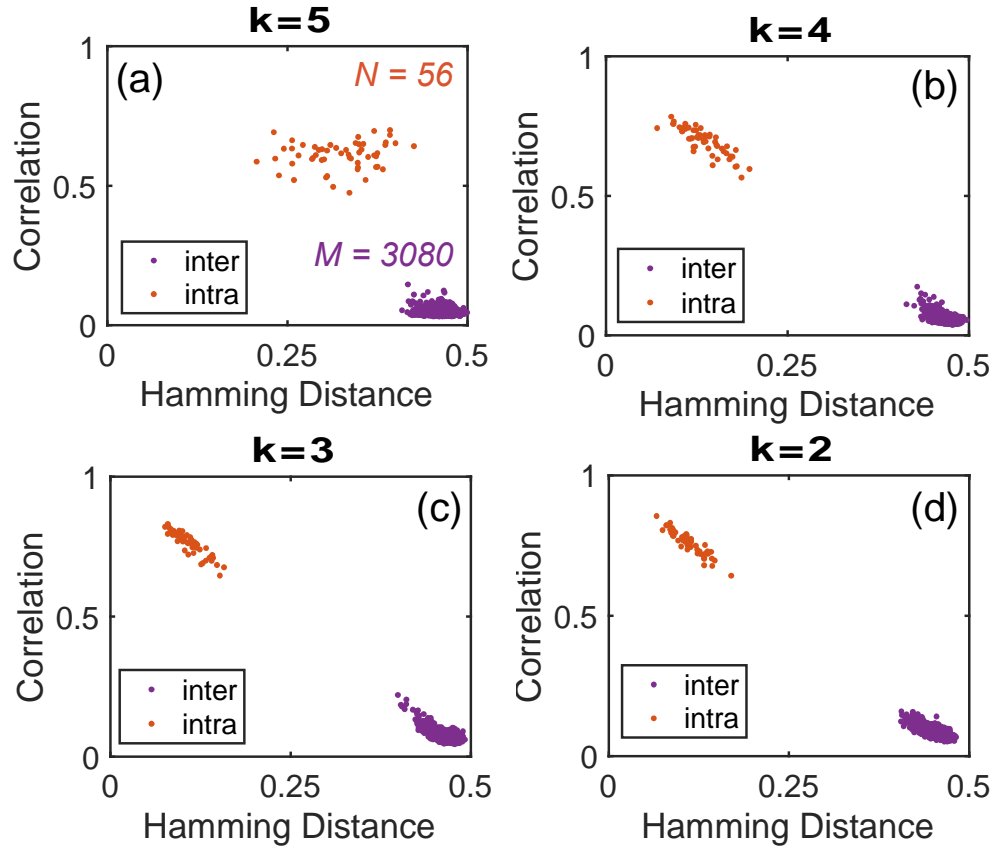 k=5
(a)
N = 56
M = 3080
inter
intra
1
0.5
0
0
0.25
0.5
Correlation
Hamming Distance
k=4
(b)
inter
intra
1
0.5
0
0
0.25
0.5
Correlation
Hamming Distance
k=3
(c)
inter
intra
1
0.5
0
0
0.25
0.5
Correlation
Hamming Distance
k=2
(d)
inter
intra
1
0.5
0
0
0.25
0.5
Correlation
Hamming Distance